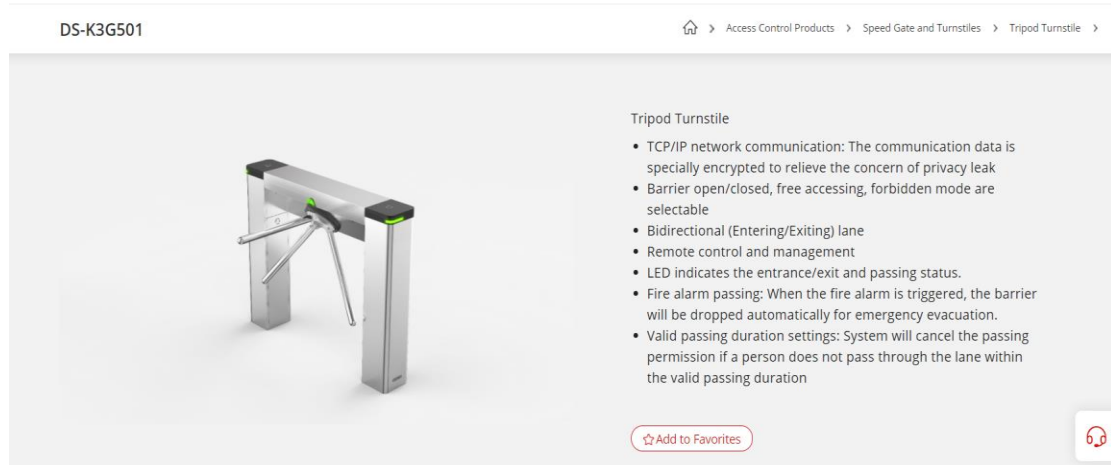 DS-K3G501
> Access Control Products > Speed Gate and Turnstiles > Tripod Turnstile >
Tripod Turnstile
• TCP/IP network communication: The communication data is
specially encrypted to relieve the concern of privacy leak
• Barrier open/closed, free accessing, forbidden mode are
selectable
• Bidirectional (Entering/Exiting) lane
• Remote control and management
• LED indicates the entrance/exit and passing status.
• Fire alarm passing: When the fire alarm is triggered, the barrier
will be dropped automatically for emergency evacuation.
• Valid passing duration settings: System will cancel the passing
permission if a person does not pass through the lane within
the valid passing duration
Add to Favorites